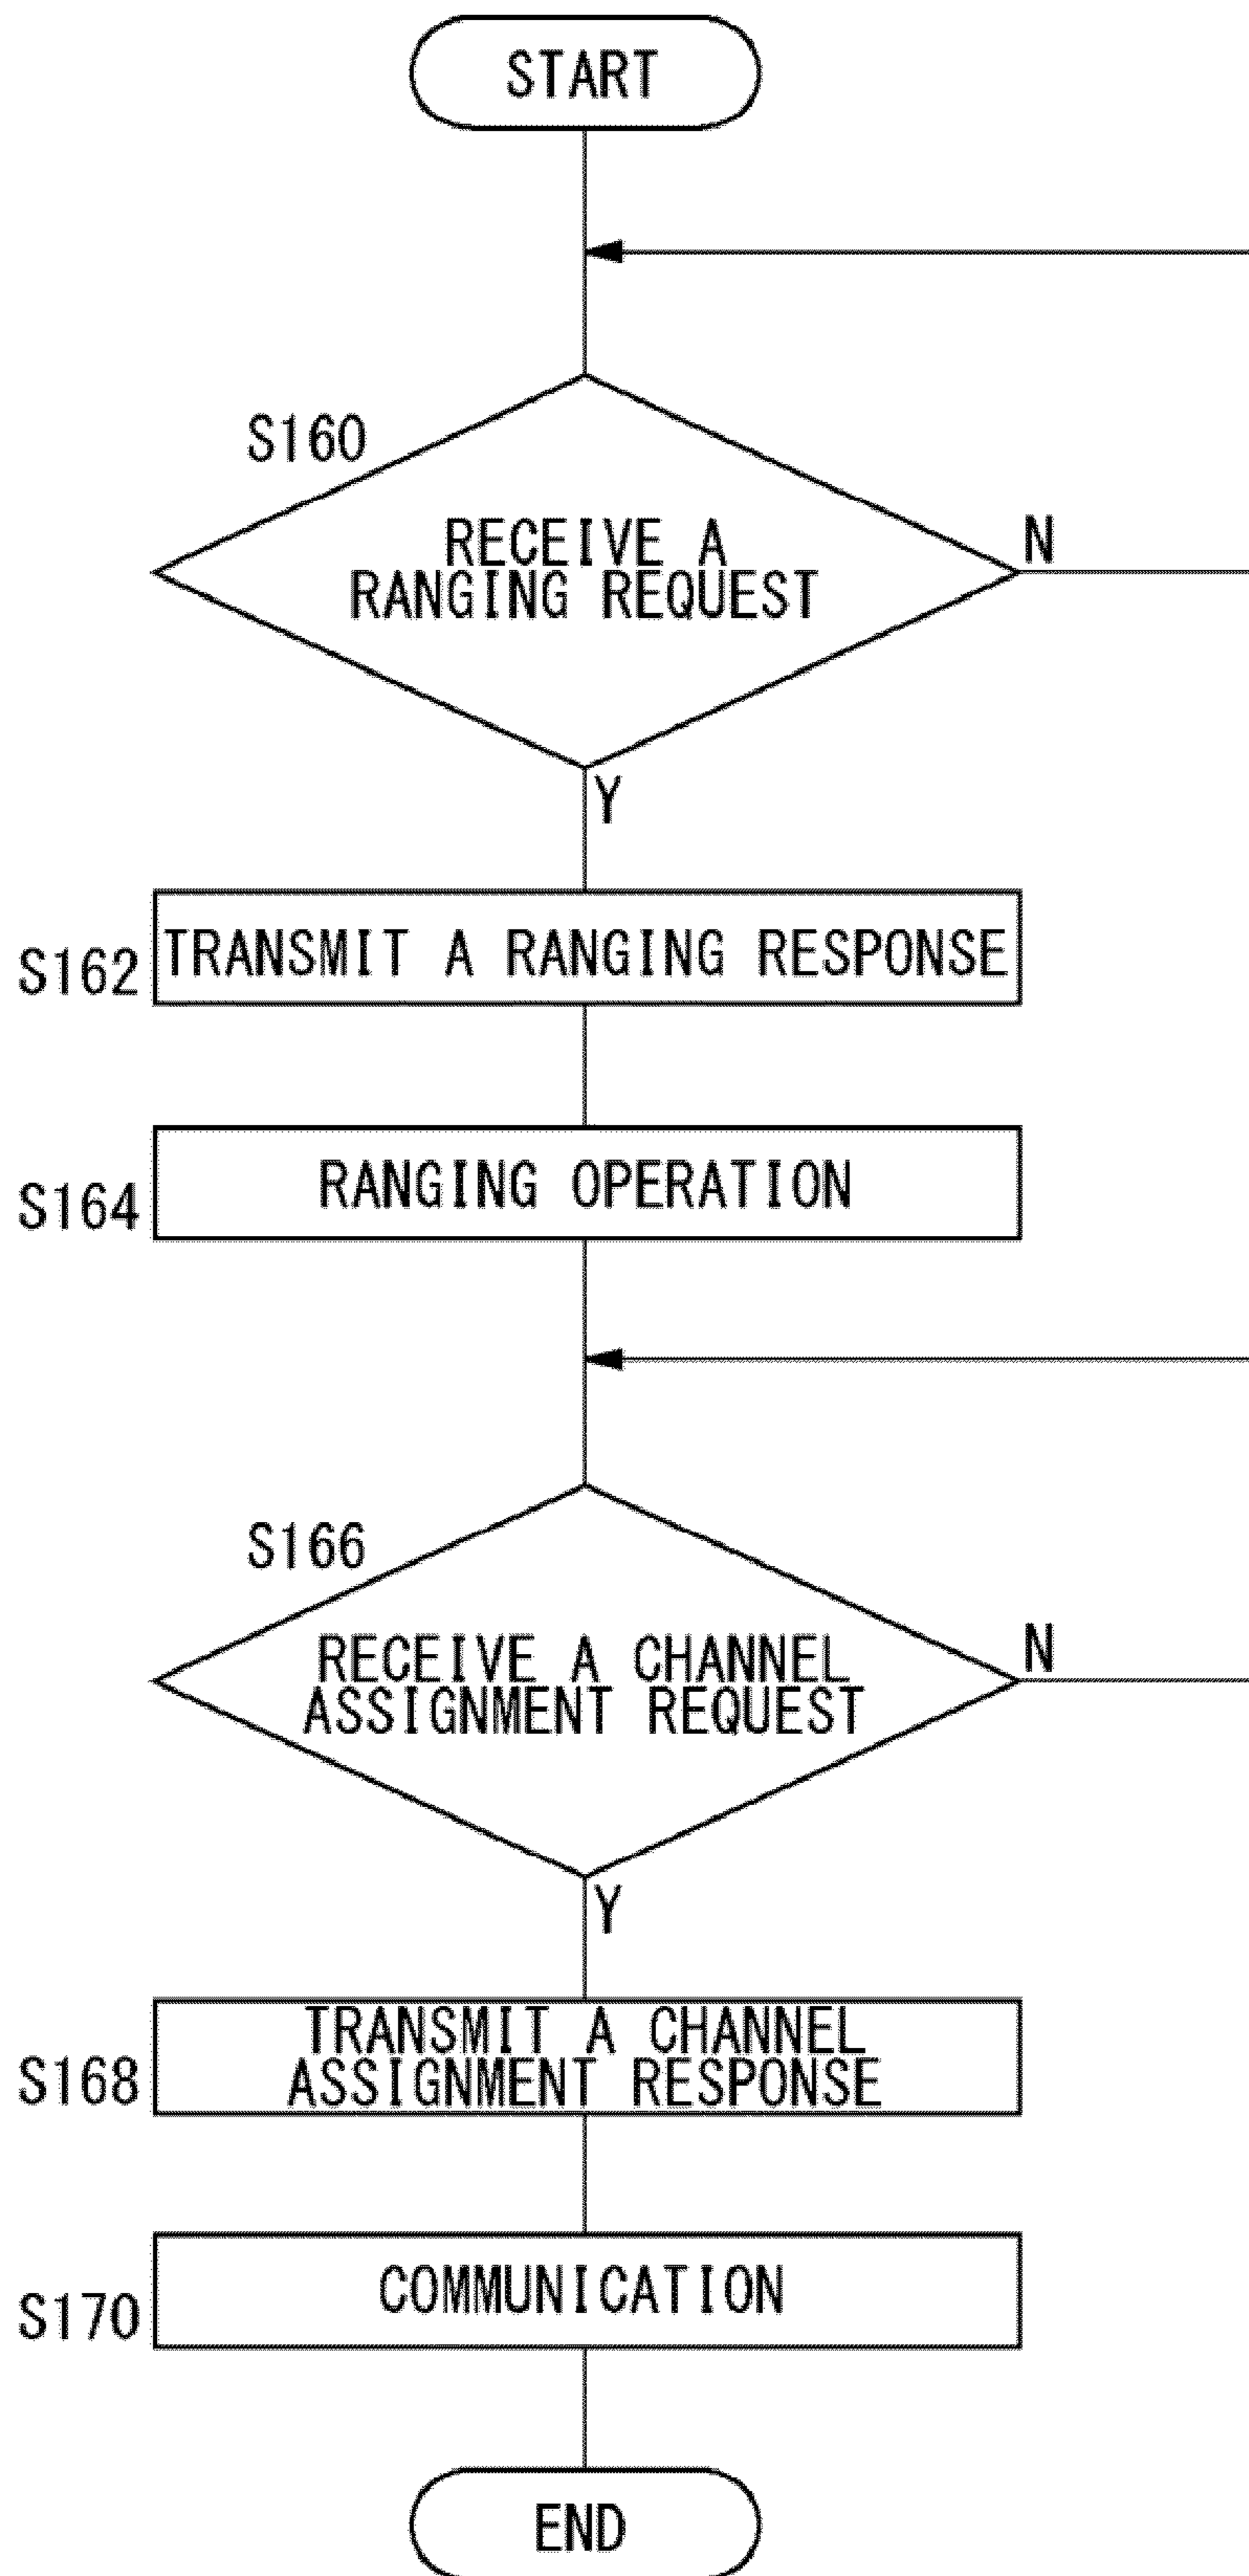 START
S160
RECEIVE A
RANGING REQUEST
N
Y
S162
TRANSMIT A RANGING RESPONSE
S164
RANGING OPERATION
S166
RECEIVE A CHANNEL
ASSIGNMENT REQUEST
N
Y
S168
TRANSMIT A CHANNEL
ASSIGNMENT RESPONSE
S170
COMMUNICATION
END